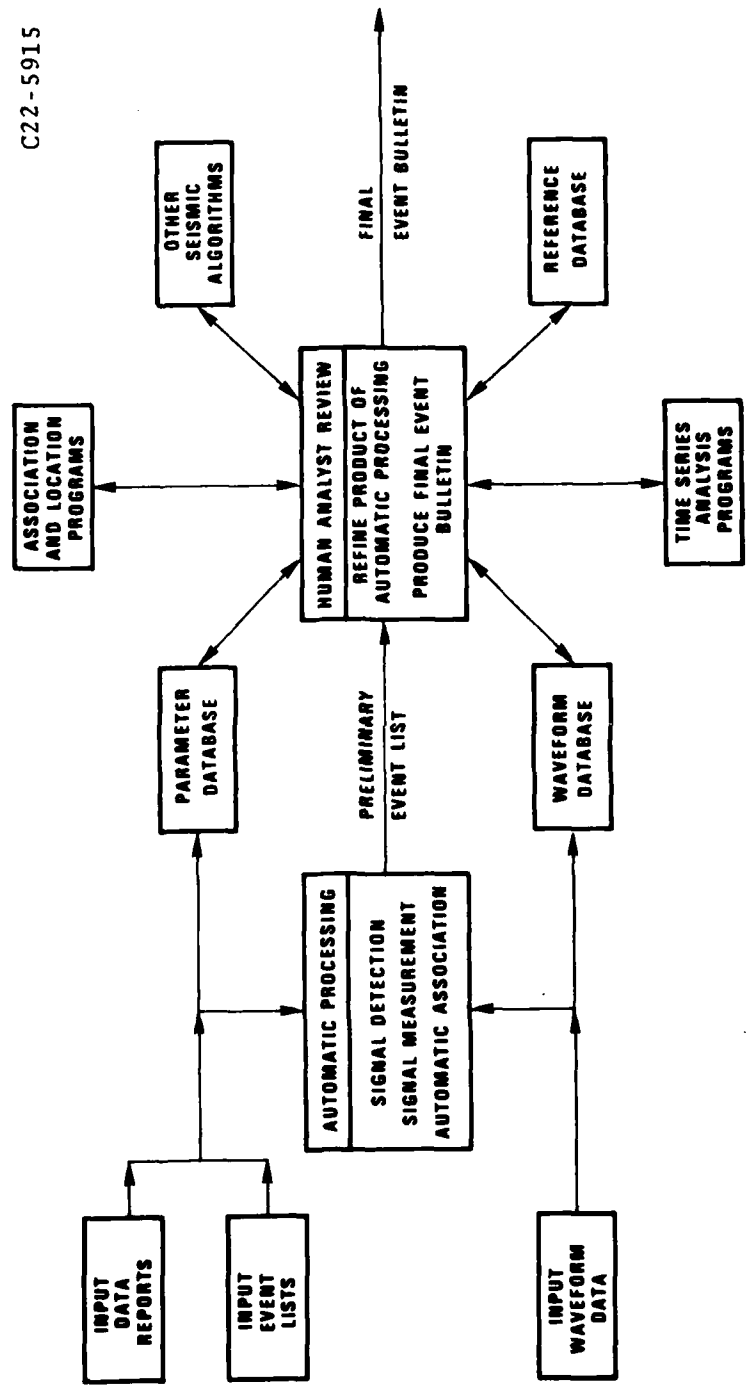 C22-5915
INPUT
DATA
REPORTS
INPUT
EVENT
LISTS
INPUT
WAVEFORM
DATA
AUTOMATIC PROCESSING
SIGNAL DETECTION
SIGNAL MEASUREMENT
AUTOMATIC ASSOCIATION
PARAMETER
DATABASE
PRELIMINARY
EVENT LIST
WAVEFORM
DATABASE
ASSOCIATION
AND LOCATION
PROGRAMS
HUMAN ANALYST REVIEW
REFINE PRODUCT OF
AUTOMATIC PROCESSING
PRODUCE FINAL EVENT
BULLETIN
TIME SERIES
ANALYSIS
PROGRAMS
OTHER
SEISMIC
ALGORITHMS
FINAL
EVENT BULLETIN
REFERENCE
DATABASE